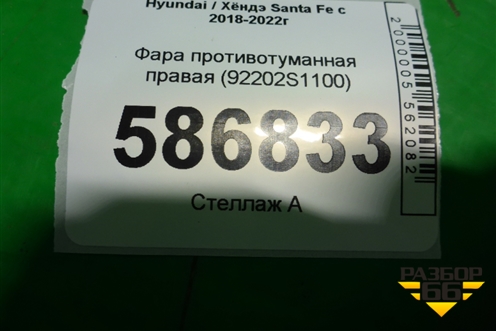 Hyundai / Хёндэ Santa Fe с
2018-2022г
Фара противотуманная
правая (92202S1100)
586833
Стеллаж А
2000005562082
РАЗБОР
66